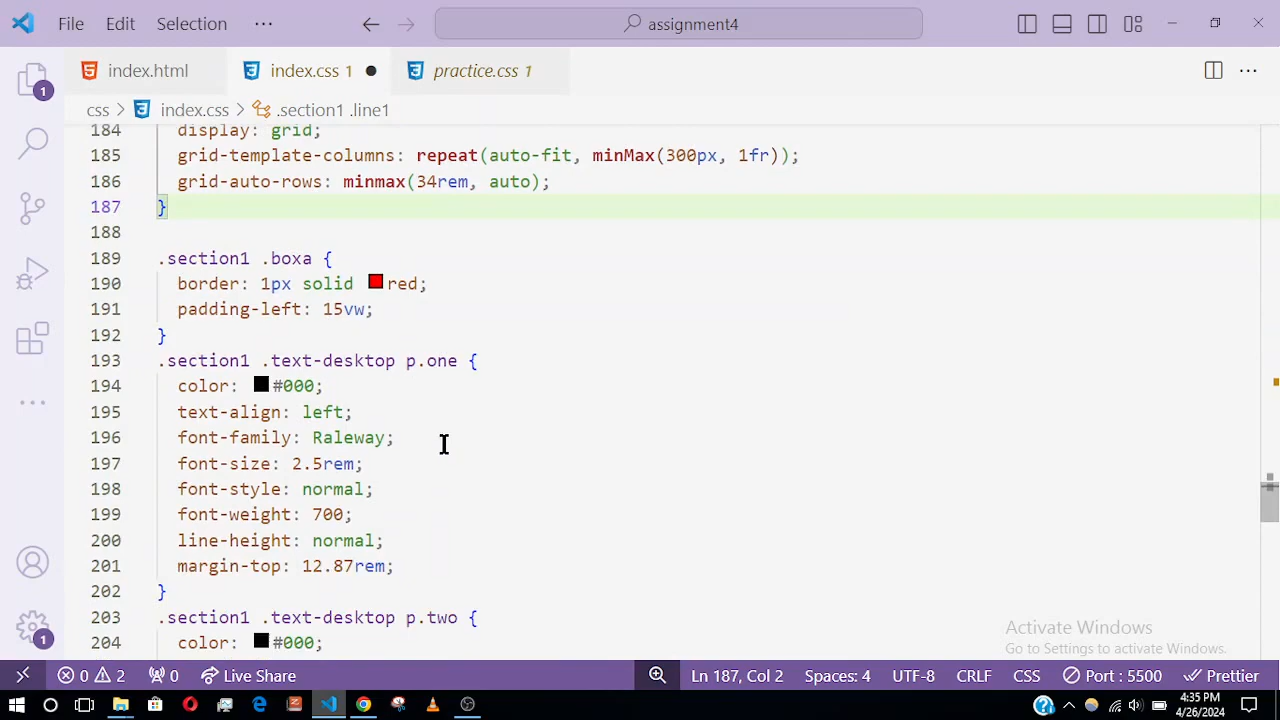 File Edit Selection ··· assignment4
index.html index.css 1 practice.css 1
css > index.css > .section1 .line1
184 display: grid;
185 grid-template-columns: repeat(auto-fit, minMax(300px, 1fr));
186 grid-auto-rows: minmax(34rem, auto);
187 }
188
189 .section1 .boxa {
190 border: 1px solid red;
191 padding-left: 15vw;
192 }
193 .section1 .text-desktop p.one {
194 color: #000;
195 text-align: left;
196 font-family: Raleway;
197 font-size: 2.5rem;
198 font-style: normal;
199 font-weight: 700;
200 line-height: normal;
201 margin-top: 12.87rem;
202 }
203 .section1 .text-desktop p.two {
204 color: #000;
1
1
Activate Windows
Go to Settings to activate Windows.
0 2 0 Live Share Ln 187, Col 2 Spaces: 4 UTF-8 CRLF CSS Port : 5500 Prettier
4:35 PM
4/26/2024